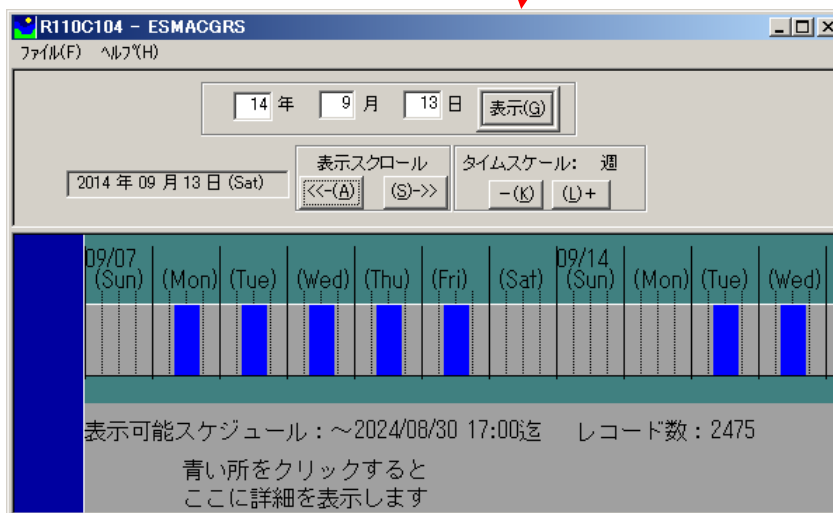 R110C104 - ESMACGRS
ﾌｧｲﾙ(F) ﾍﾙﾌﾟ(H)
14 年 9 月 13 日 表示(G)
表示スクロール タイムスケール: 週
2014 年 09 月 13 日 (Sat) <<-(A) (S)->> -(K) (L)+
09/07 09/14
(Sun) (Mon) (Tue) (Wed) (Thu) (Fri) (Sat) (Sun) (Mon) (Tue) (Wed)
表示可能スケジュール：～2024/08/30 17:00迄 レコード数：2475
青い所をクリックすると
ここに詳細を表示します